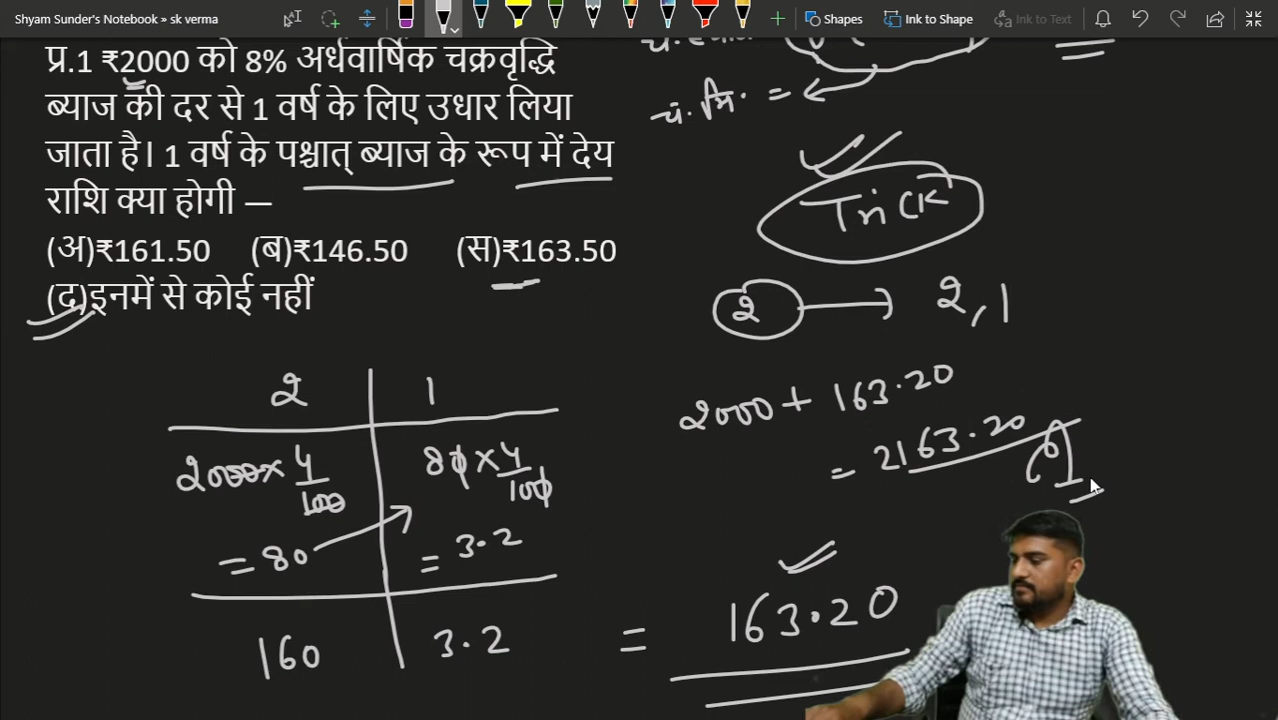 Shyam Sunder's Notebook » sk verma
Shapes Ink to Shape Ink to Text
प्र.1 ₹2000 को 8% अर्धवार्षिक चक्रवृद्धि
ब्याज की दर से 1 वर्ष के लिए उधार लिया
जाता है। 1 वर्ष के पश्चात् ब्याज के रूप में देय
राशि क्या होगी —
(अ)₹161.50 (ब)₹146.50 (स)₹163.50
(द)इनमें से कोई नहीं
च. मि. =
Trick
2 → 2, 1
2 1
2000 × 4/100 80 × 4/100
= 80 = 3.2
160 3.2 = 163.20
2000 + 163.20
= 2163.20